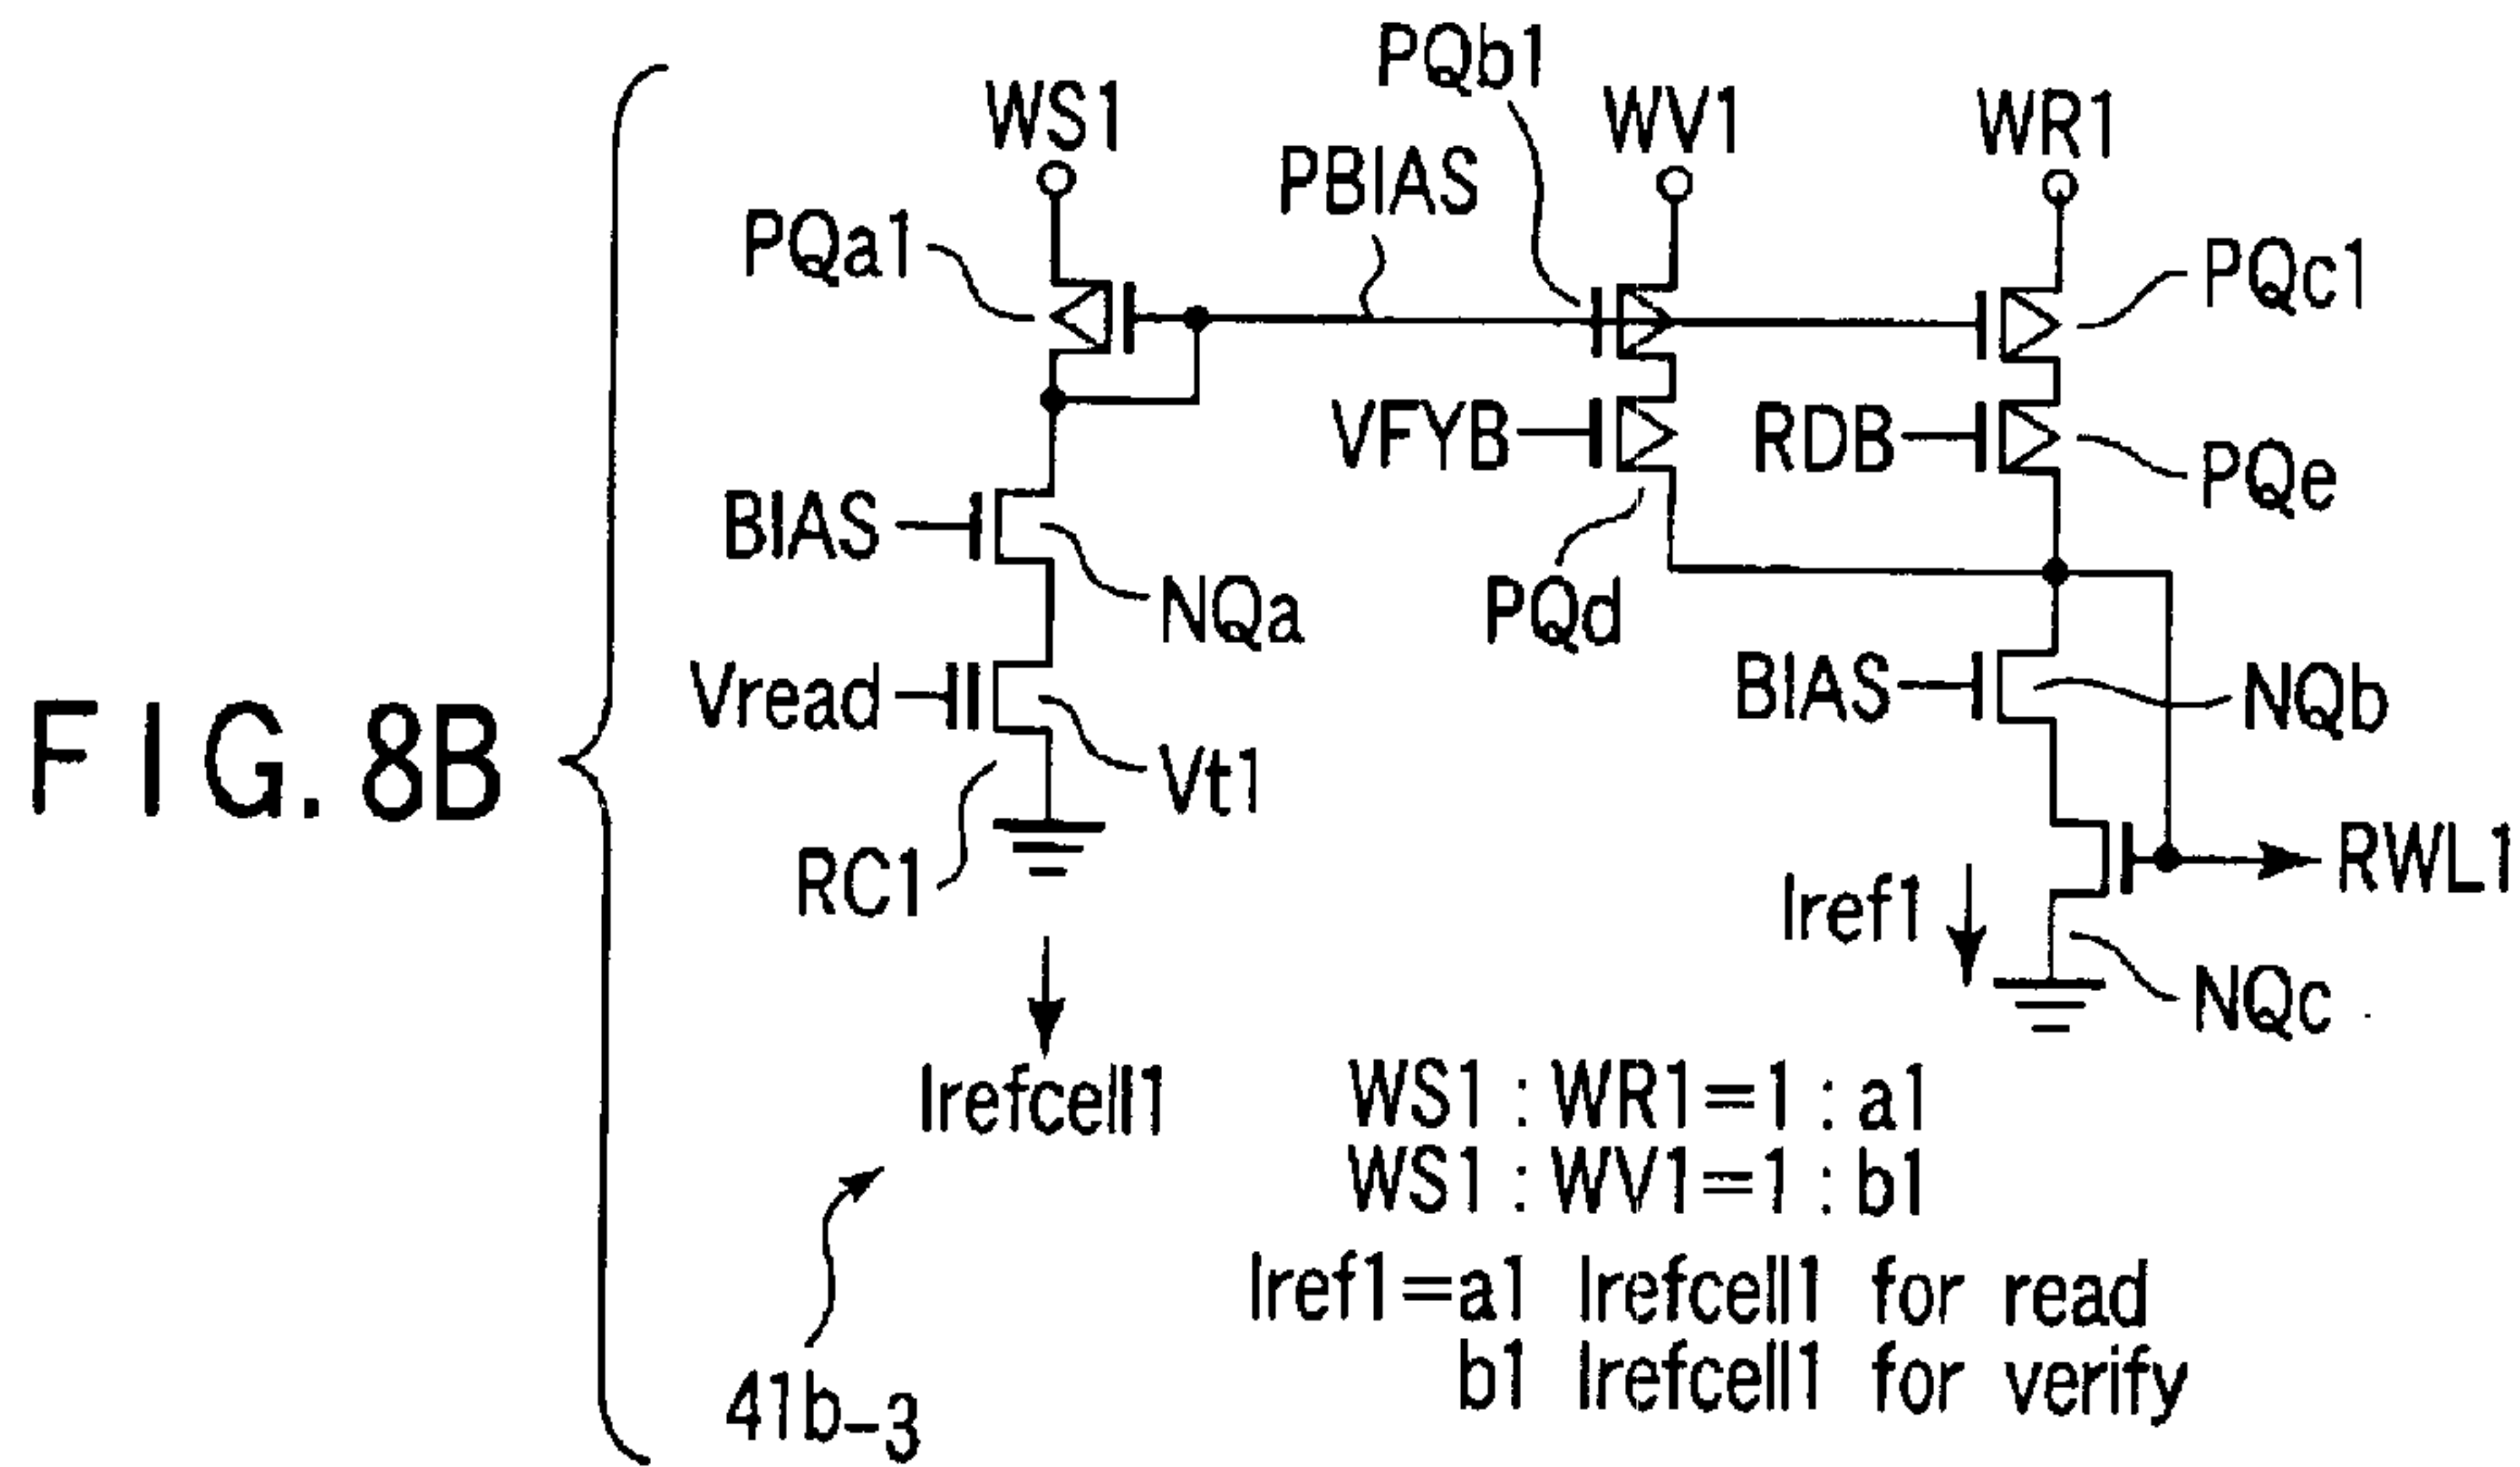 PQb1
WS1
WV1
WR1
PBIAS
PQa1
PQc1
VFYB
RDB
PQe
BIAS
NQa
PQd
BIAS
NQb
Vread
FIG. 8B
Vt1
RC1
RWL1
Iref1
NQc
Irefcell1
WS1 : WR1=1 : a1
WS1 : WV1=1 : b1
Iref1=a1 Irefcell1 for read
b1 Irefcell1 for verify
41b-3